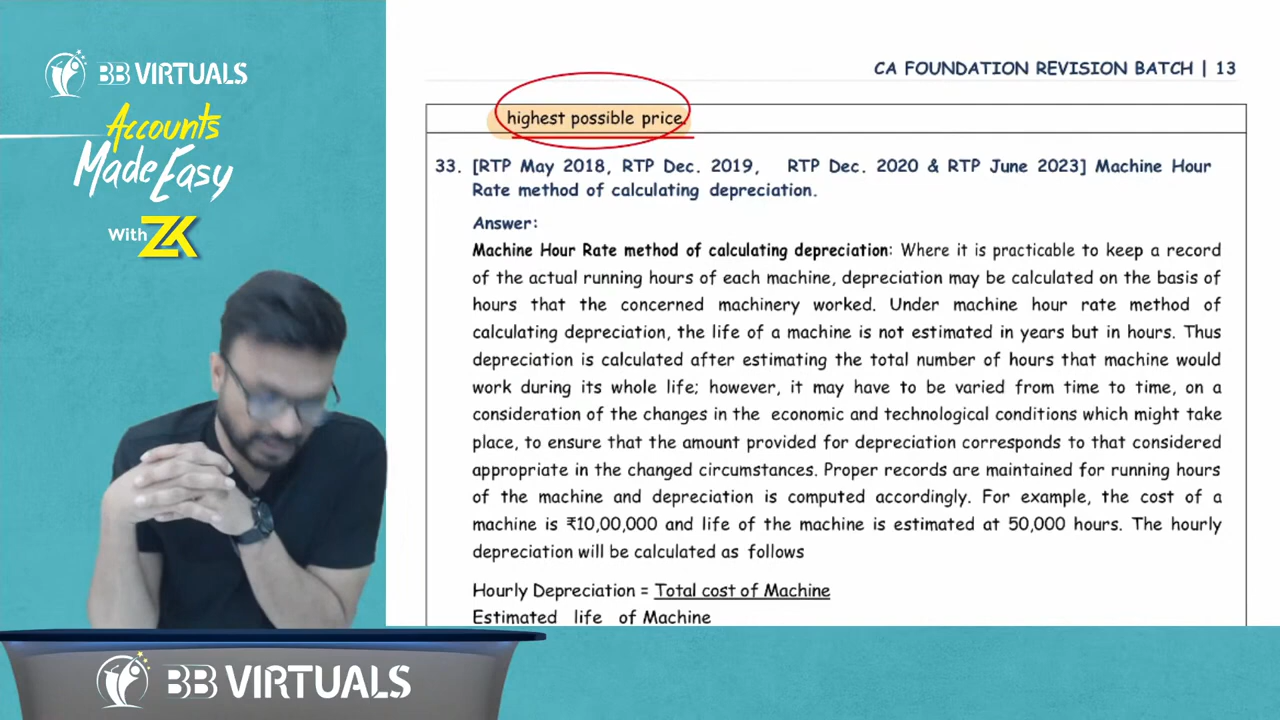 BB VIRTUALS
Accounts
Made Easy
With ZK
CA FOUNDATION REVISION BATCH | 13
highest possible price.
33. [RTP May 2018, RTP Dec. 2019, RTP Dec. 2020 & RTP June 2023] Machine Hour
Rate method of calculating depreciation.
Answer:
Machine Hour Rate method of calculating depreciation: Where it is practicable to keep a record
of the actual running hours of each machine, depreciation may be calculated on the basis of
hours that the concerned machinery worked. Under machine hour rate method of
calculating depreciation, the life of a machine is not estimated in years but in hours. Thus
depreciation is calculated after estimating the total number of hours that machine would
work during its whole life; however, it may have to be varied from time to time, on a
consideration of the changes in the economic and technological conditions which might take
place, to ensure that the amount provided for depreciation corresponds to that considered
appropriate in the changed circumstances. Proper records are maintained for running hours
of the machine and depreciation is computed accordingly. For example, the cost of a
machine is ₹10,00,000 and life of the machine is estimated at 50,000 hours. The hourly
depreciation will be calculated as follows
Hourly Depreciation = Total cost of Machine
Estimated life of Machine
BB VIRTUALS